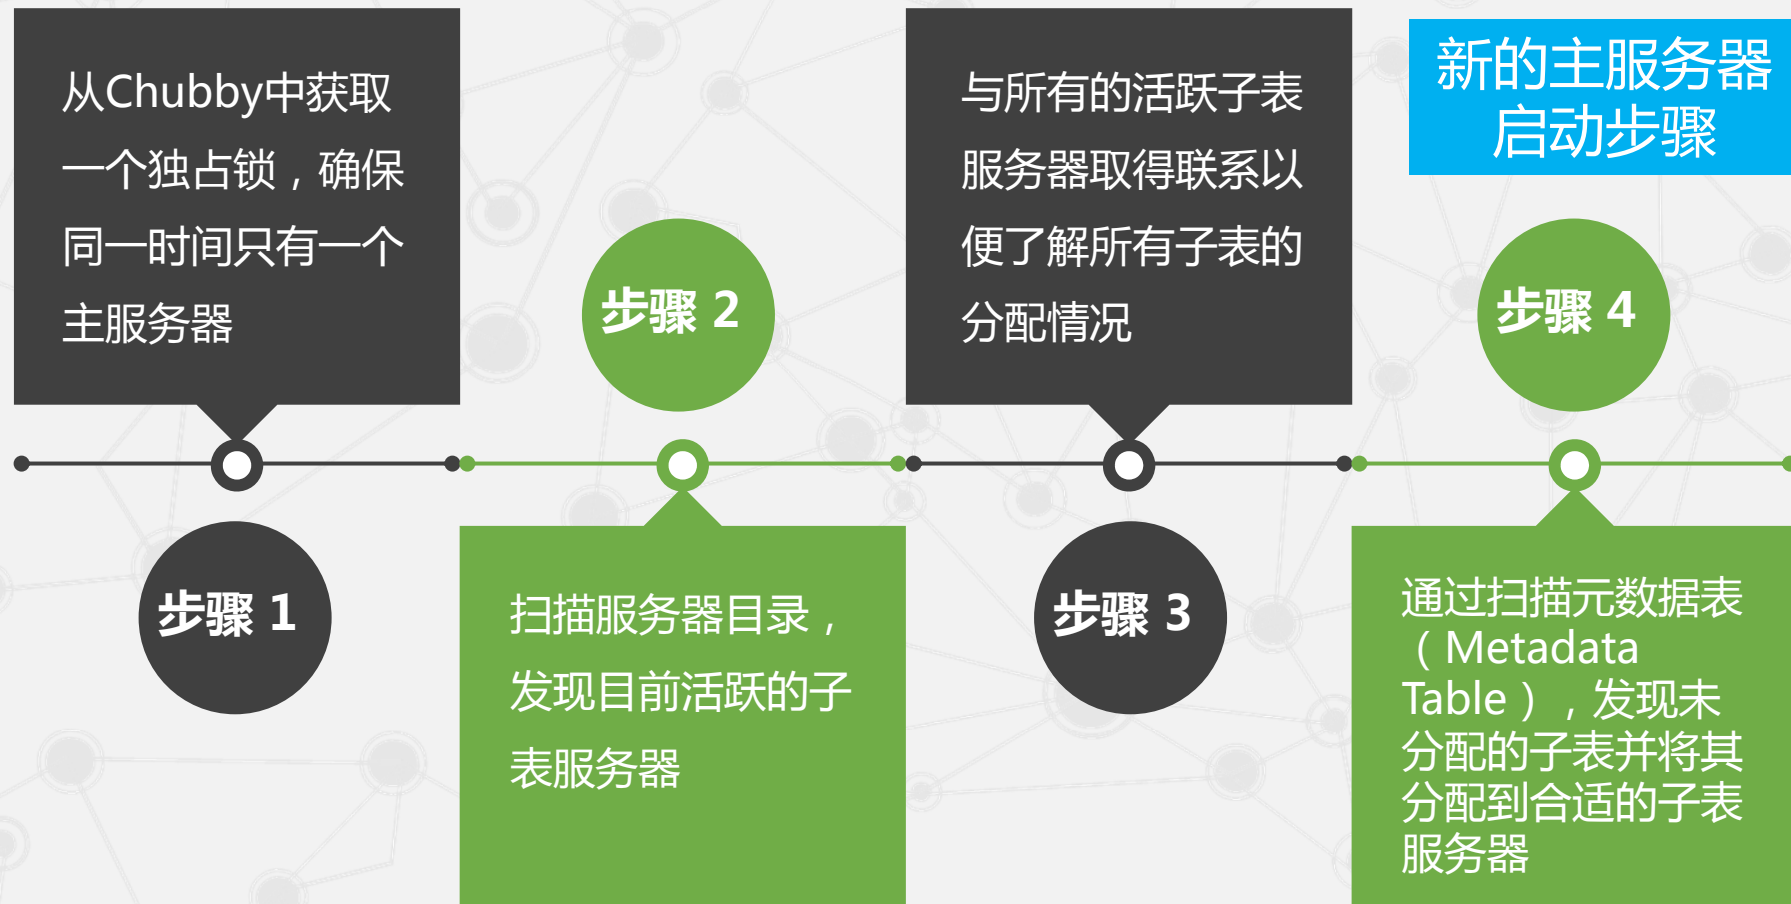 新的主服务器
启动步骤
从Chubby中获取
一个独占锁，确保
同一时间只有一个
主服务器
步骤 1
步骤 2
扫描服务器目录，
发现目前活跃的子
表服务器
与所有的活跃子表
服务器取得联系以
便了解所有子表的
分配情况
步骤 3
步骤 4
通过扫描元数据表
（Metadata
Table），发现未
分配的子表并将其
分配到合适的子表
服务器